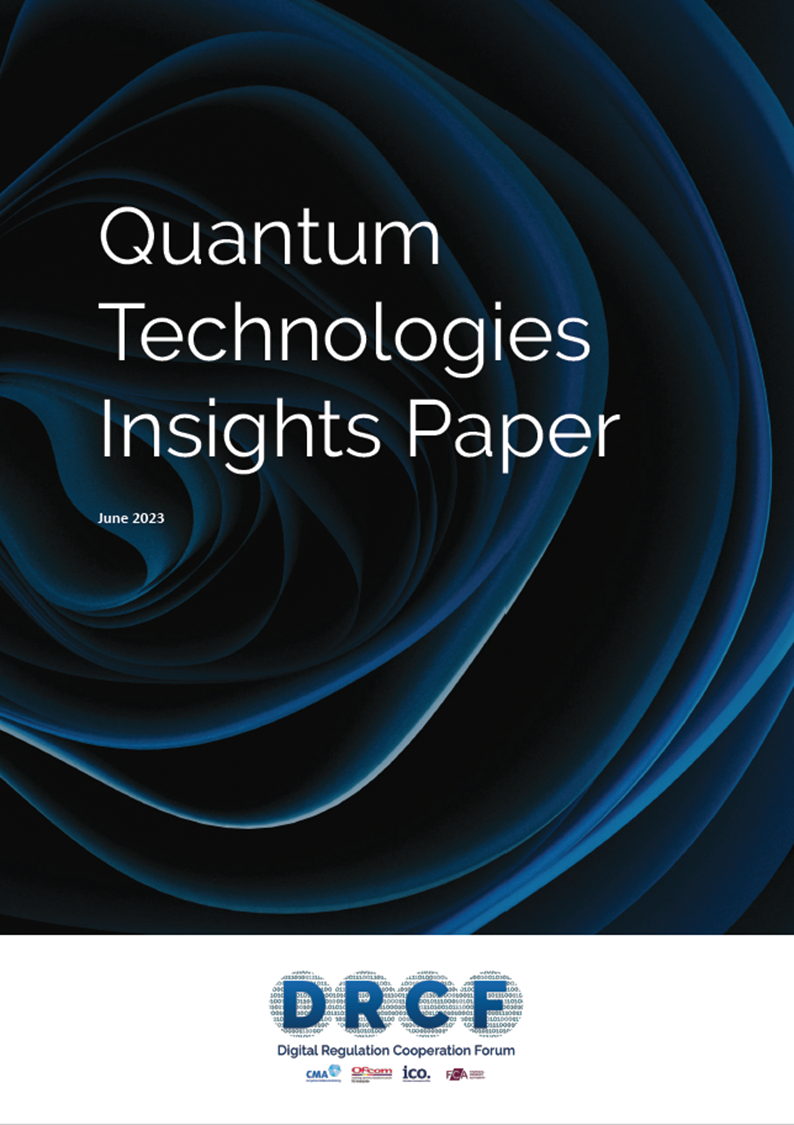 Quantum
Technologies
Insights Paper
June 2023
DRCF
Digital Regulation Cooperation Forum
CMA
Ofcom
ico.
FCA